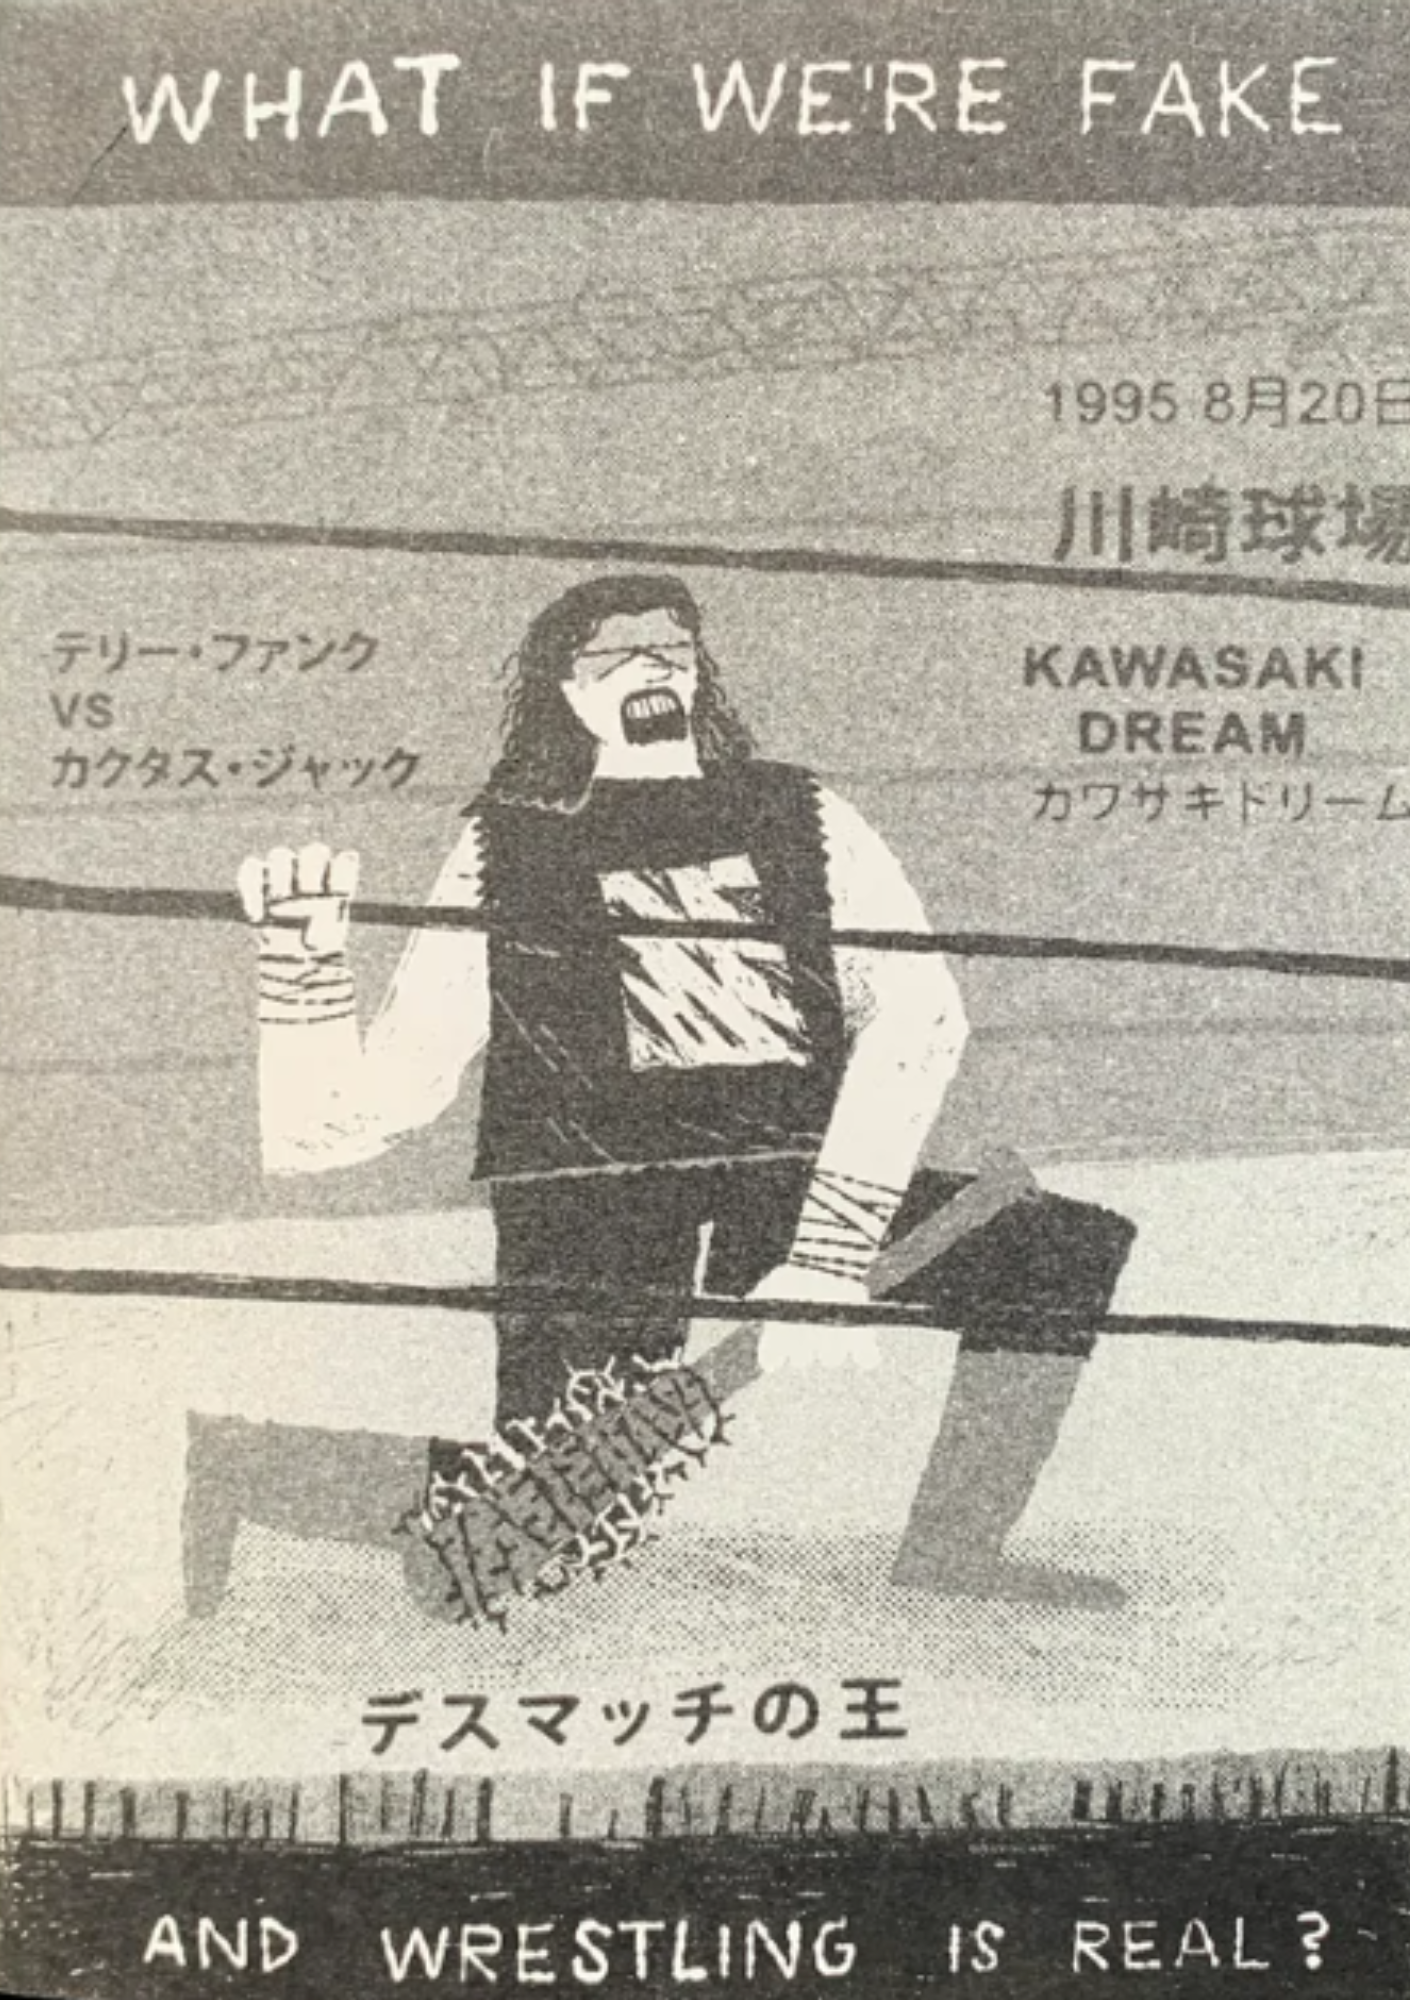 WHAT IF WE'RE FAKE
1995 8月20日
川崎球場
テリー・ファンク
VS
カクタス・ジャック
KAWASAKI
DREAM
カワサキドリーム
デスマッチの王
AND WRESTLING IS REAL?